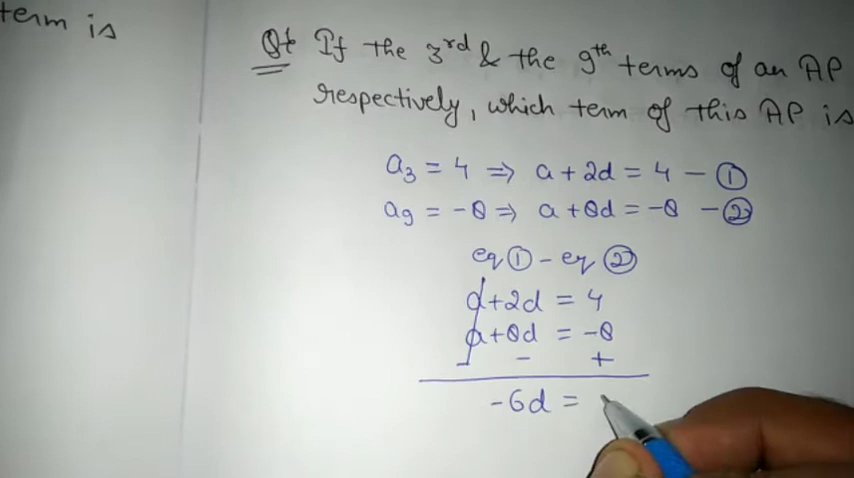 term is
Q7 If the 3rd & the 9th terms of an AP
respectively, which term of this AP is
a3 = 4 ⇒ a + 2d = 4 - ①
a9 = -8 ⇒ a + 8d = -8 - ②
eq ① - eq ②
a+2d = 4
a+8d = -8
- - +
-6d =